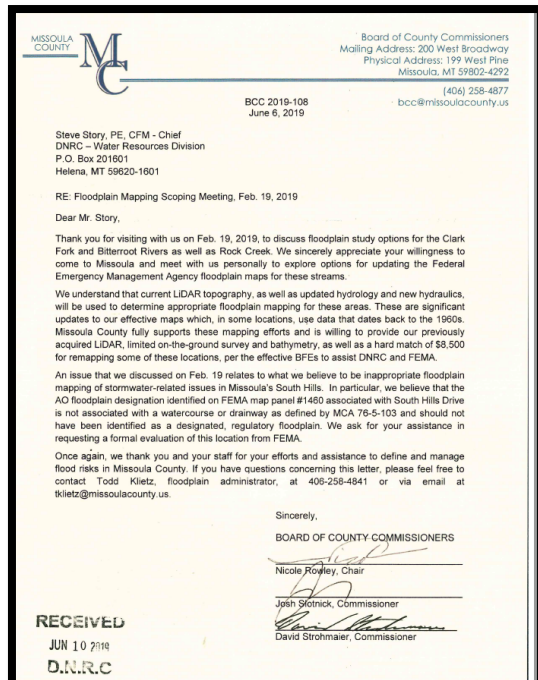 MISSOULA
COUNTY
MC
Board of County Commissioners
Mailing Address: 200 West Broadway
Physical Address: 199 West Pine
Missoula, MT 59802-4292
(406) 258-4877
bcc@missoulacounty.us
BCC 2019-108
June 6, 2019
Steve Story, PE, CFM - Chief
DNRC – Water Resources Division
P.O. Box 201601
Helena, MT 59620-1601
RE: Floodplain Mapping Scoping Meeting, Feb. 19, 2019
Dear Mr. Story,
Thank you for visiting with us on Feb. 19, 2019, to discuss floodplain study options for the Clark
Fork and Bitterroot Rivers as well as Rock Creek. We sincerely appreciate your willingness to
come to Missoula and meet with us personally to explore options for updating the Federal
Emergency Management Agency floodplain maps for these streams.
We understand that current LiDAR topography, as well as updated hydrology and new hydraulics,
will be used to determine appropriate floodplain mapping for these areas. These are significant
updates to our effective maps which, in some locations, use data that dates back to the 1960s.
Missoula County fully supports these mapping efforts and is willing to provide our previously
acquired LiDAR, limited on-the-ground survey and bathymetry, as well as a hard match of $8,500
for remapping some of these locations, per the effective BFEs to assist DNRC and FEMA.
An issue that we discussed on Feb. 19 relates to what we believe to be inappropriate floodplain
mapping of stormwater-related issues in Missoula's South Hills. In particular, we believe that the
AO floodplain designation identified on FEMA map panel #1460 associated with South Hills Drive
is not associated with a watercourse or drainway as defined by MCA 76-5-103 and should not
have been identified as a designated, regulatory floodplain. We ask for your assistance in
requesting a formal evaluation of this location from FEMA.
Once again, we thank you and your staff for your efforts and assistance to define and manage
flood risks in Missoula County. If you have questions concerning this letter, please feel free to
contact Todd Klietz, floodplain administrator, at 406-258-4841 or via email at
tklietz@missoulacounty.us.
Sincerely,
BOARD OF COUNTY COMMISSIONERS
Nicole Rowley, Chair
Josh Slotnick, Commissioner
David Strohmaier
David Strohmaier, Commissioner
RECEIVED
JUN 10 2019
D.N.R.C